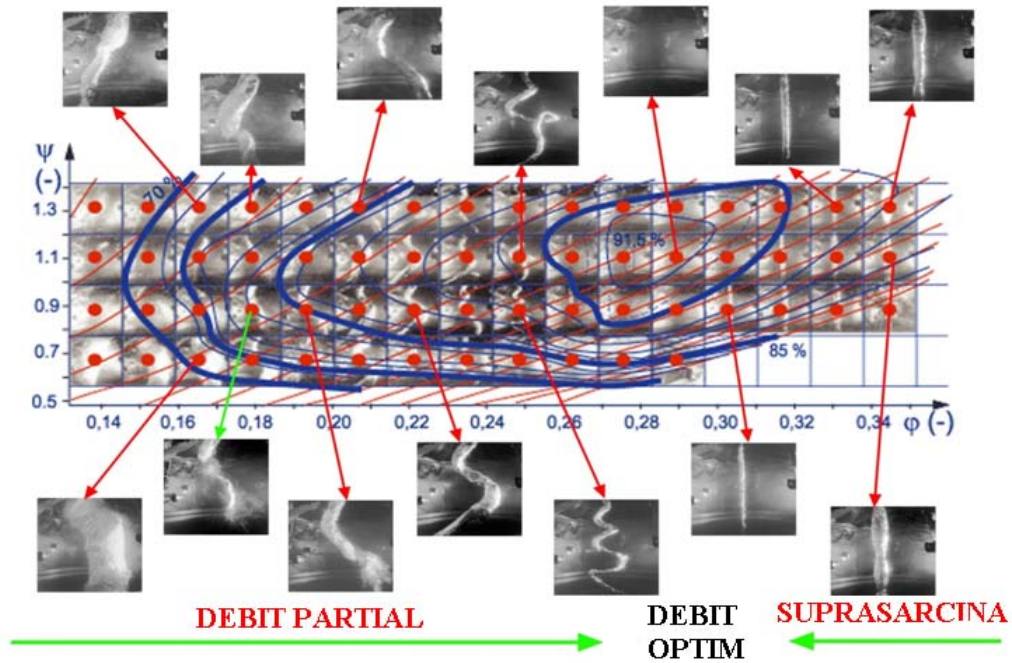 ψ
(-)
70 %
1.3
91,5 %
1.1
0.9
0.7
85 %
0.5
0,14 0,16 0,18 0,20 0,22 0,24 0,26 0,28 0,30 0,32 0,34 φ (-)
DEBIT PARTIAL
DEBIT
OPTIM
SUPRASARCINA